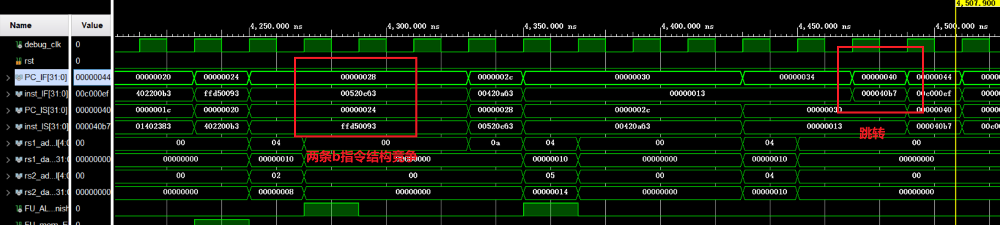 4,507.900 ns
Name Value 4,250.000 ns 4,300.000 ns 4,350.000 ns 4,400.000 ns 4,450.000 ns 4,500.000 ns
debug_clk 0
rst 0
PC_IF[31:0] 00000044 00000020 00000024 00000028 0000002c 00000030 00000034 00000040 00000044 000000
inst_IF[31:0] 00c000ef 402200b3 ffd50093 00520c63 00420a63 00000013 000040b7 00c000ef 000000
PC_IS[31:0] 00000040 0000001c 00000020 00000024 00000028 0000002c 00000030 00000040 000000
inst_IS[31:0] 000040b7 01402383 402200b3 ffd50093 00520c63 00420a63 00000013 000040b7 00c00
跳转
rs1_ad...l[4:0 00 00 04 00 0a 04 00 04 00
两条b指令结构竞争
rs1_da...31:0 00000000 00000000 00000010 00000000 00000010 00000000 00000010 00000000
rs2_ad...l[4:0 00 00 02 00 05 00 04 00
rs2_da...31:0 00000000 00000000 00000008 00000000 00000014 00000000 00000010 00000000
FU_AL...nish 0